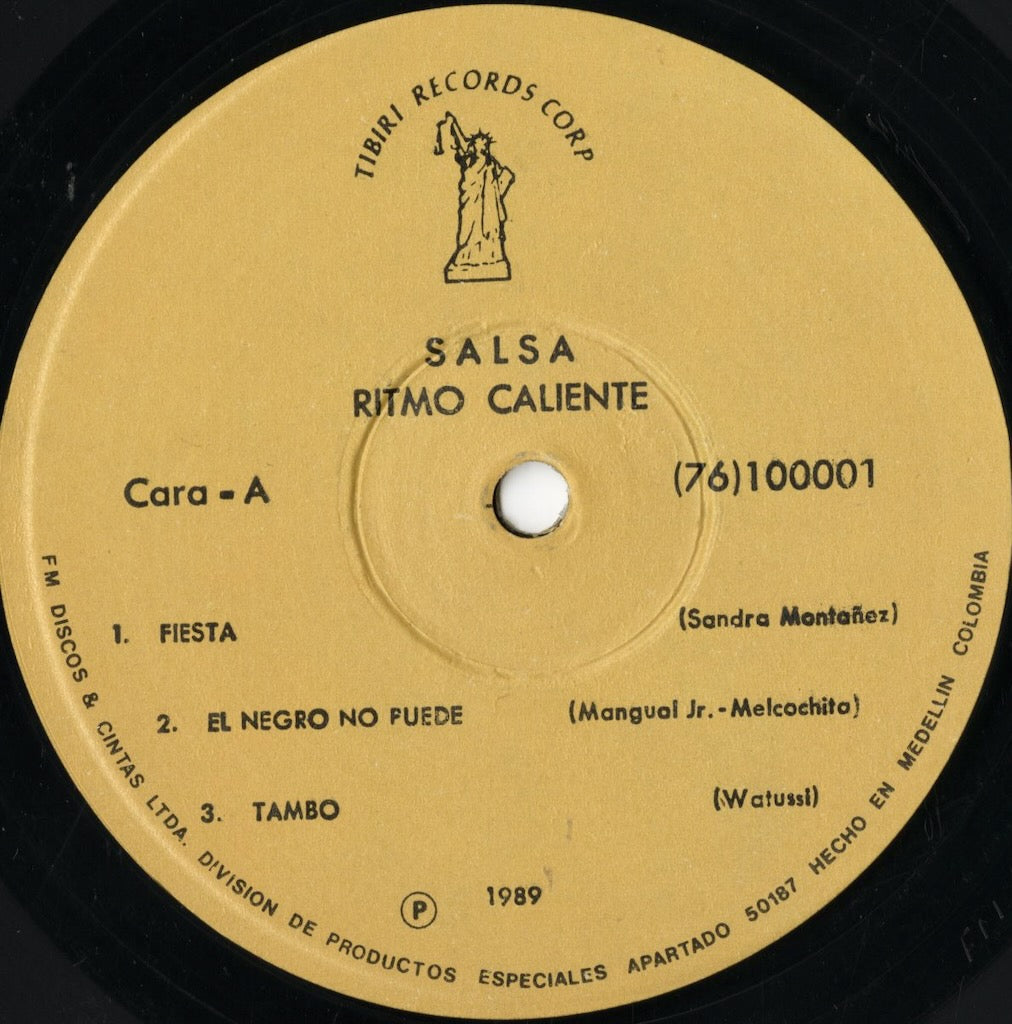 TIBIRI RECORDS CORP
SALSA
RITMO CALIENTE
Cara - A
(76)100001
1. FIESTA (Sandra Montañez)
2. EL NEGRO NO PUEDE (Mangual Jr.-Melcochita)
3. TAMBO (Watussi)
P 1989
FM DISCOS & CINTAS LTDA. DIVISION DE PRODUCTOS ESPECIALES APARTADO 50187 HECHO EN MEDELLIN COLOMBIA